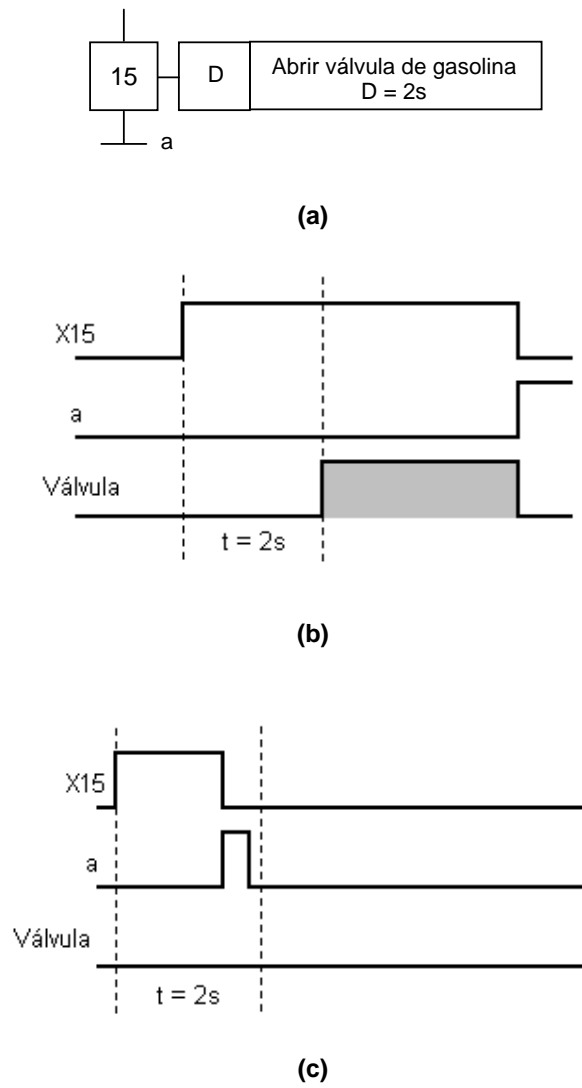 15
D
Abrir válvula de gasolina
D = 2s
a
(a)
X15
a
Válvula
t = 2s
(b)
X15
a
Válvula
t = 2s
(c)